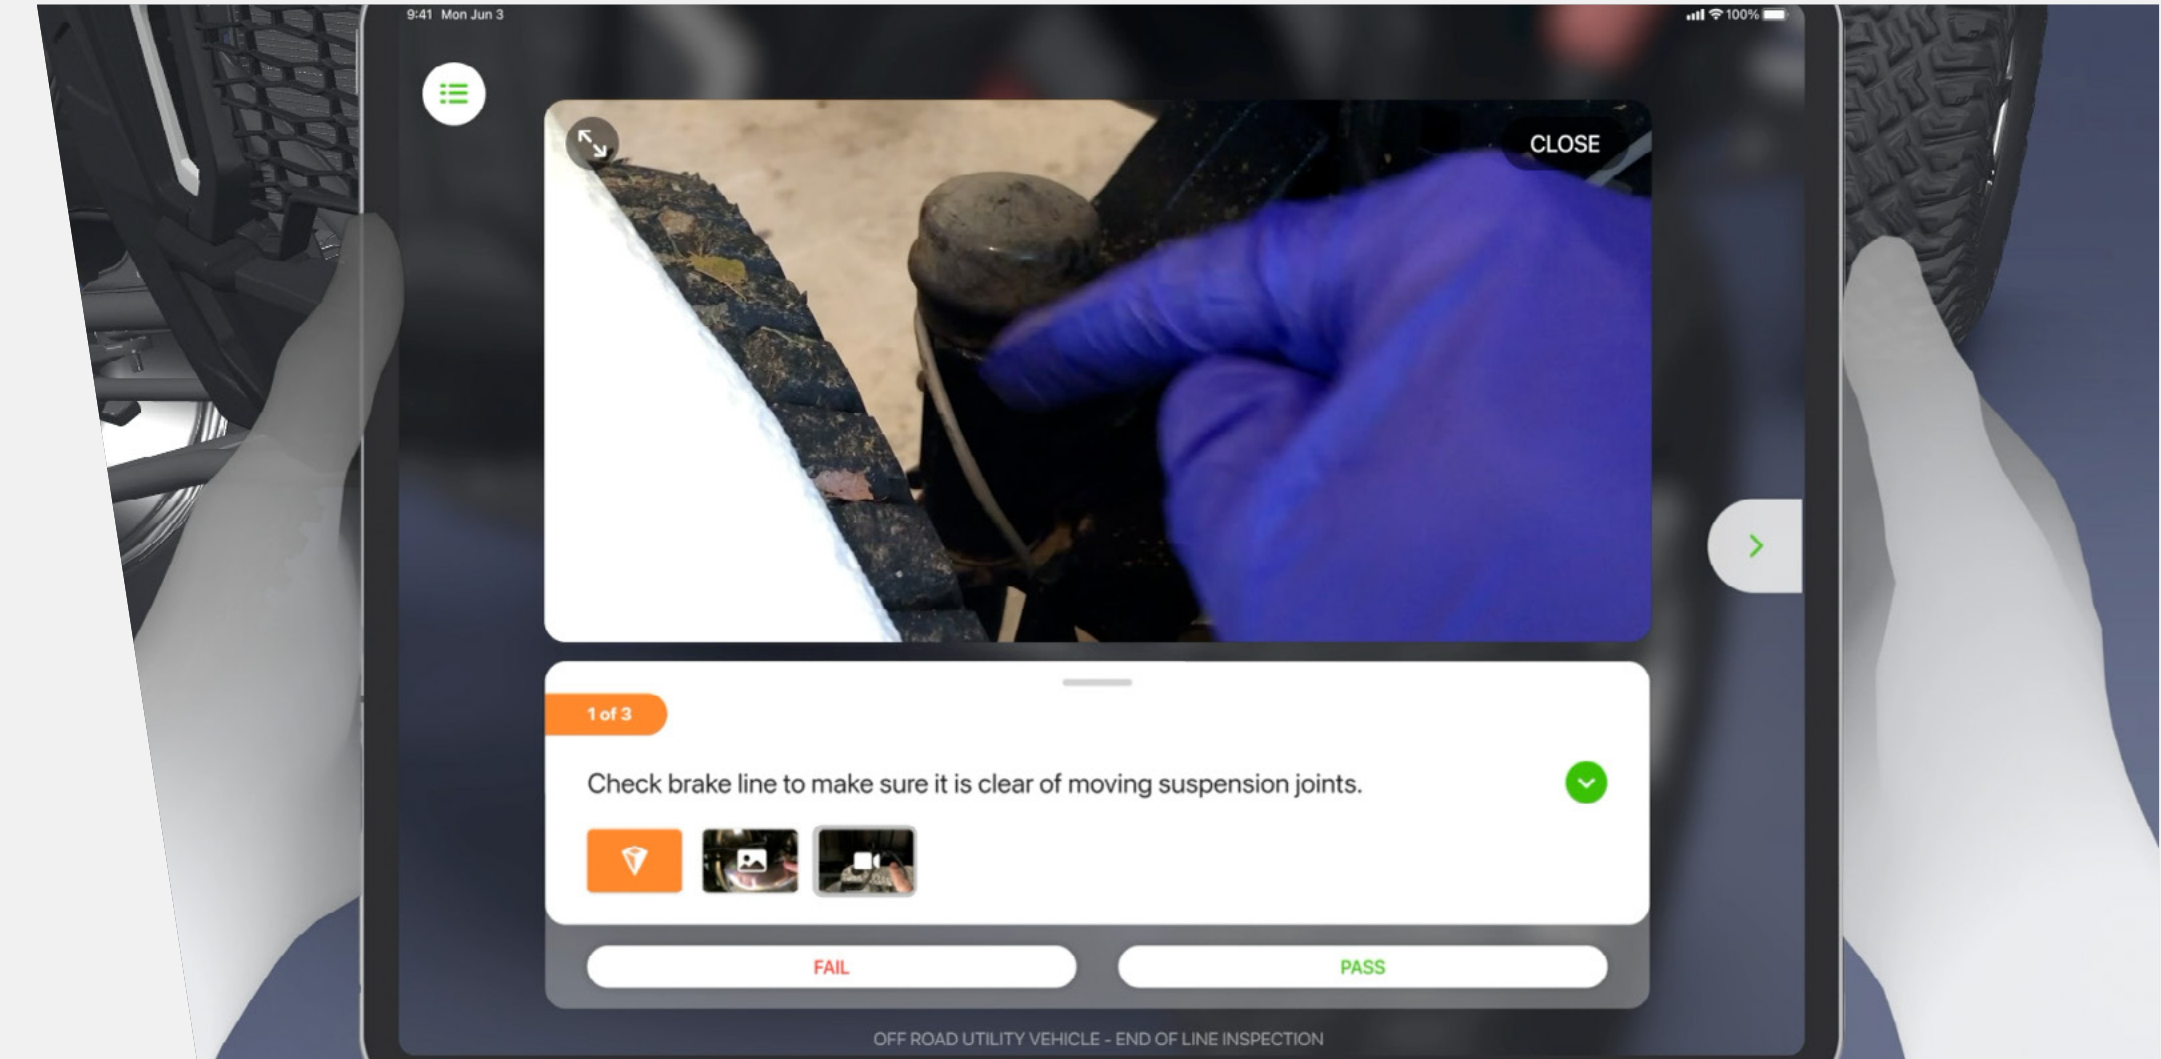 9:41 Mon Jun 3
100%
CLOSE
1 of 3
Check brake line to make sure it is clear of moving suspension joints.
FAIL
PASS
OFF ROAD UTILITY VEHICLE - END OF LINE INSPECTION